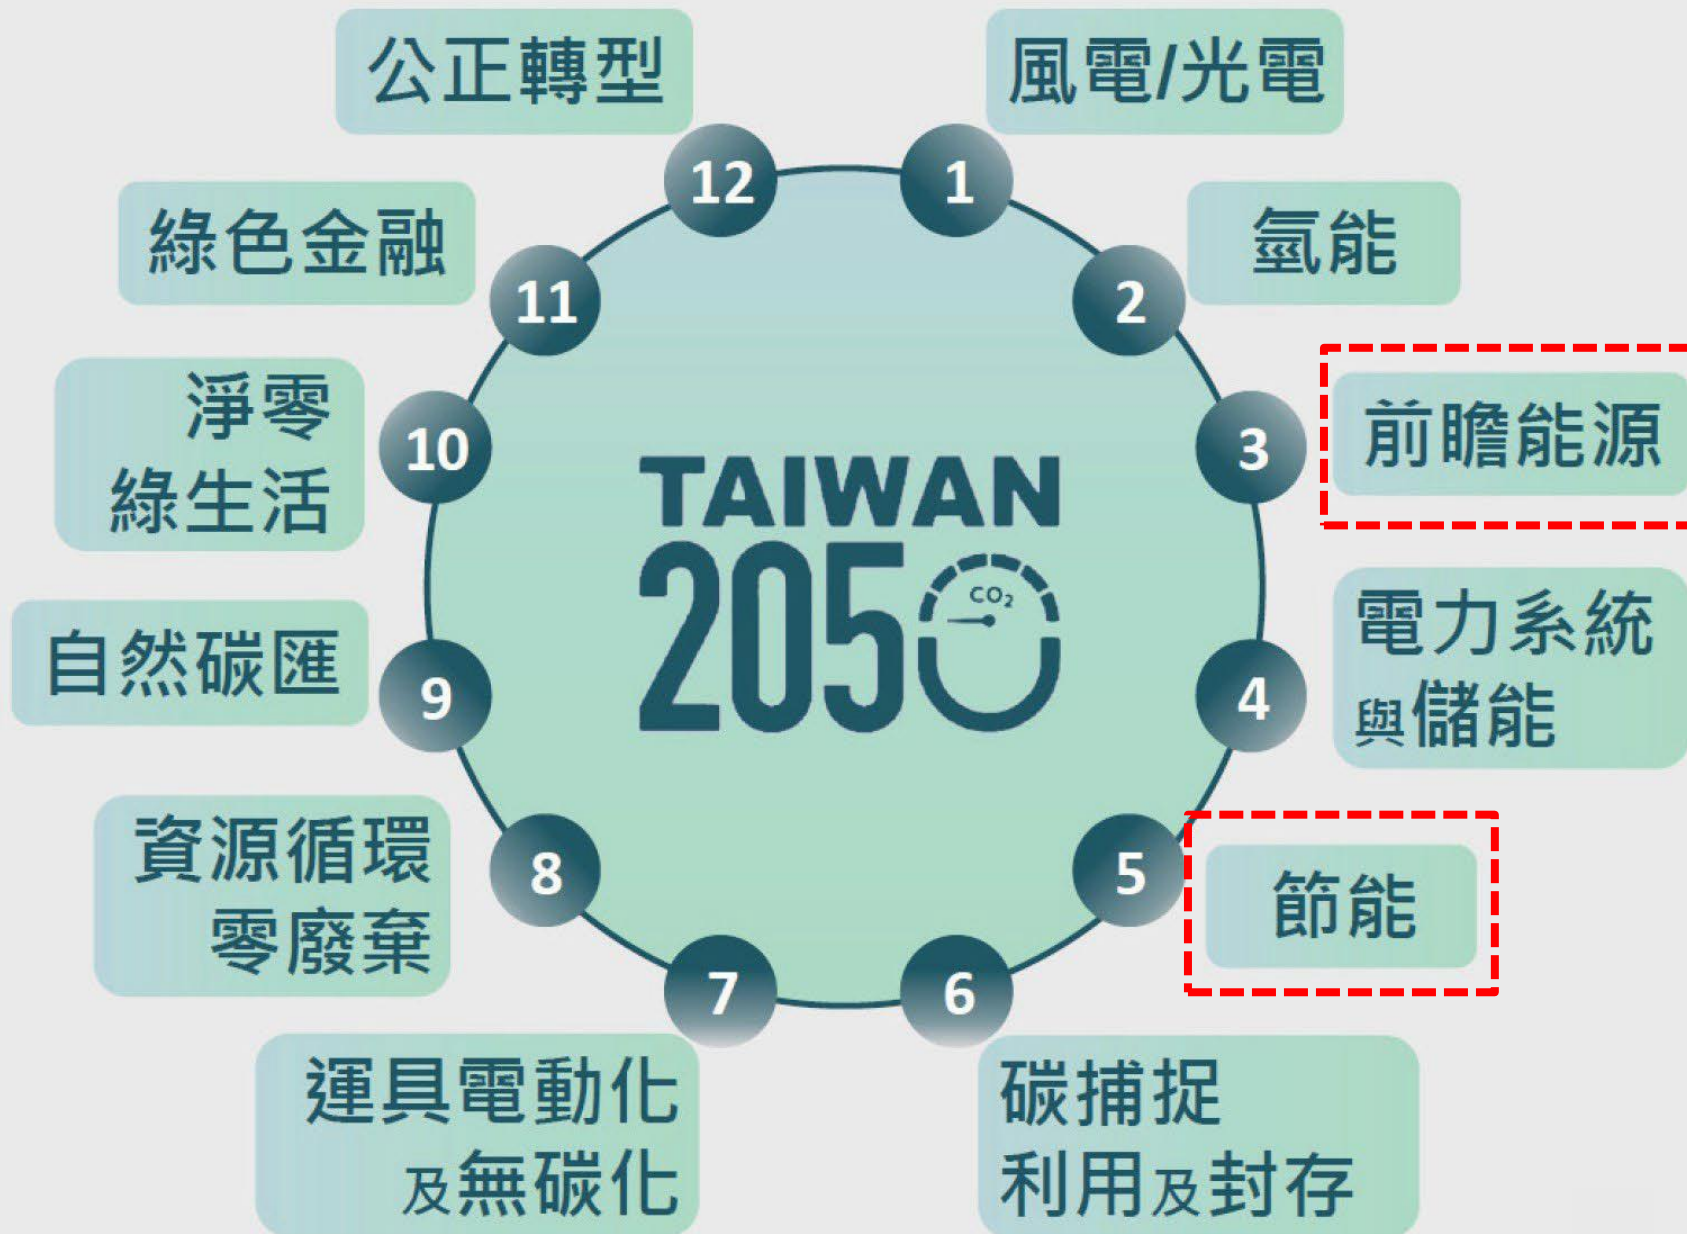 1
風電/光電
2
氫能
3
前瞻能源
4
電力系統
與儲能
5
節能
6
碳捕捉
利用及封存
7
運具電動化
及無碳化
8
資源循環
零廢棄
9
自然碳匯
10
淨零
綠生活
11
綠色金融
12
公正轉型
TAIWAN
2050
CO₂